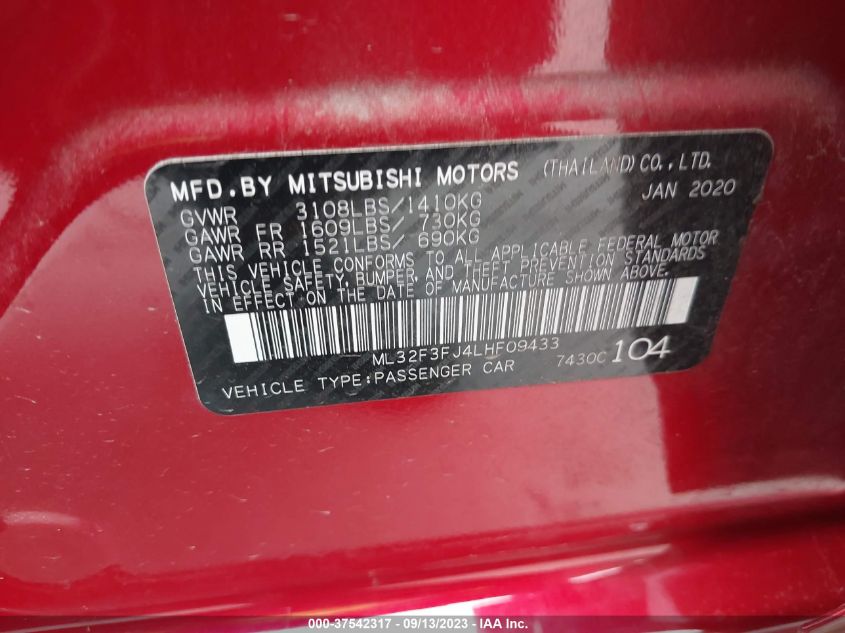 MFD.BY MITSUBISHI MOTORS (THAILAND) CO., LTD.
JAN 2020
GVWR 3108LBS/1410KG
GAWR FR 1609LBS/ 730KG
GAWR RR 1521LBS/ 690KG
THIS VEHICLE CONFORMS TO ALL APPLICABLE FEDERAL MOTOR
VEHICLE SAFETY, BUMPER, AND THEFT PREVENTION STANDARDS
IN EFFECT ON THE DATE OF MANUFACTURE SHOWN ABOVE.
ML32F3FJ4LHF09433
VEHICLE TYPE:PASSENGER CAR 7430C 104
000-37542317 - 09/13/2023 - IAA Inc.